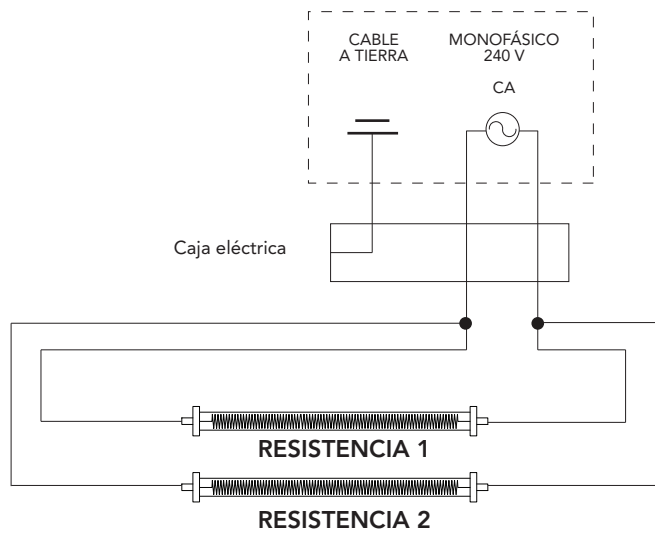 CABLE
A TIERRA
MONOFÁSICO
240 V
CA
Caja eléctrica
RESISTENCIA 1
RESISTENCIA 2